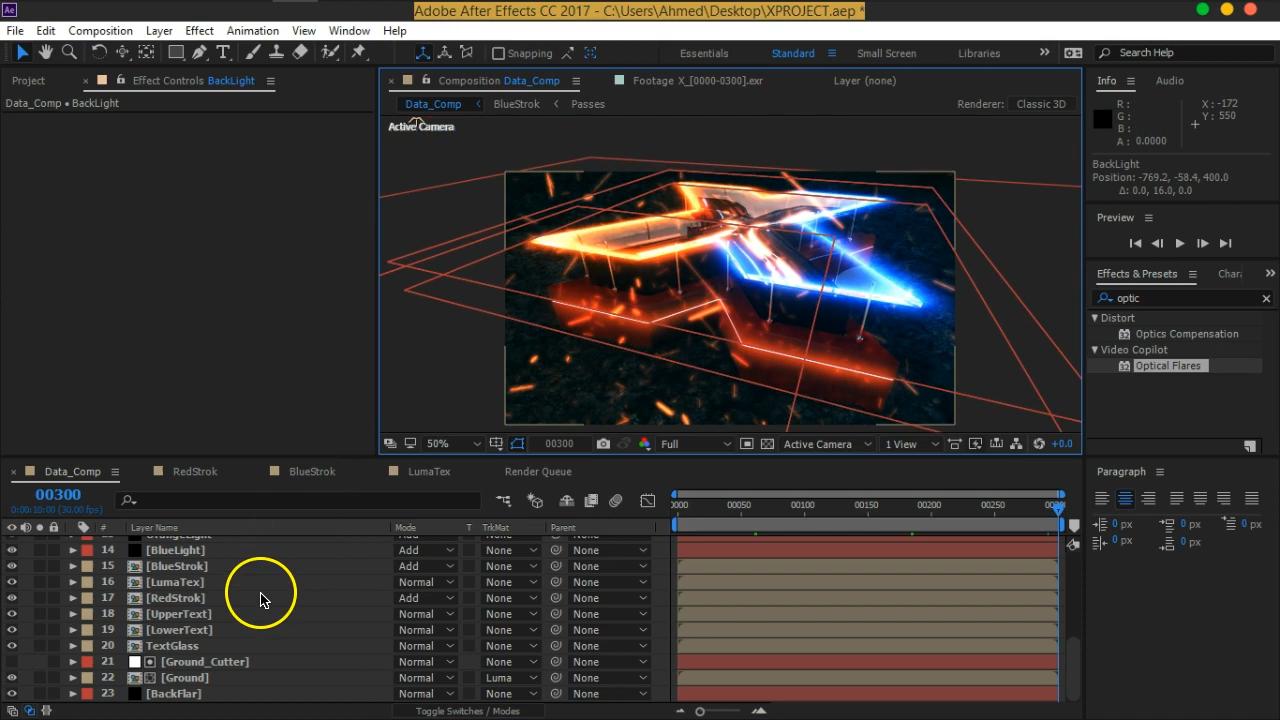 Adobe After Effects CC 2017 - C:\Users\Ahmed\Desktop\XPROJECT.aep *
File Edit Composition Layer Effect Animation View Window Help
Snapping Essentials Standard Small Screen Libraries Search Help
Project Effect Controls BackLight Composition Data_Comp Footage X_[0000-0300].exr Layer (none) Info Audio
Data_Comp • BackLight
Data_Comp BlueStrok Passes Renderer: Classic 3D
Active Camera
R :
G :
B :
A : 0.0000
X : -172
Y : 550
BackLight
Position: -769.2, -58.4, 400.0
Δ: 0.0, 16.0, 0.0
Preview
Effects & Presets
optic
Distort
Optics Compensation
Video Copilot
Optical Flares
50% 00300 Full Active Camera 1 View +0.0
Data_Comp RedStrok BlueStrok LumaTex Render Queue Paragraph
00300
0:00:10:00 (30.00 fps)
00050 00100 00150 00200 00250
# Layer Name Mode T TrkMat Parent
14 [BlueLight] Add None None
15 [BlueStrok] Add None None
16 [LumaTex] Normal None None
17 [RedStrok] Add None None
18 [UpperText] Normal None None
19 [LowerText] Normal None None
20 TextGlass Normal None None
21 [Ground_Cutter] Normal None None
22 [Ground] Normal Luma None
23 [BackFlar] Normal None None
Toggle Switches / Modes
0 px 0 px 0 px
0 px 0 px